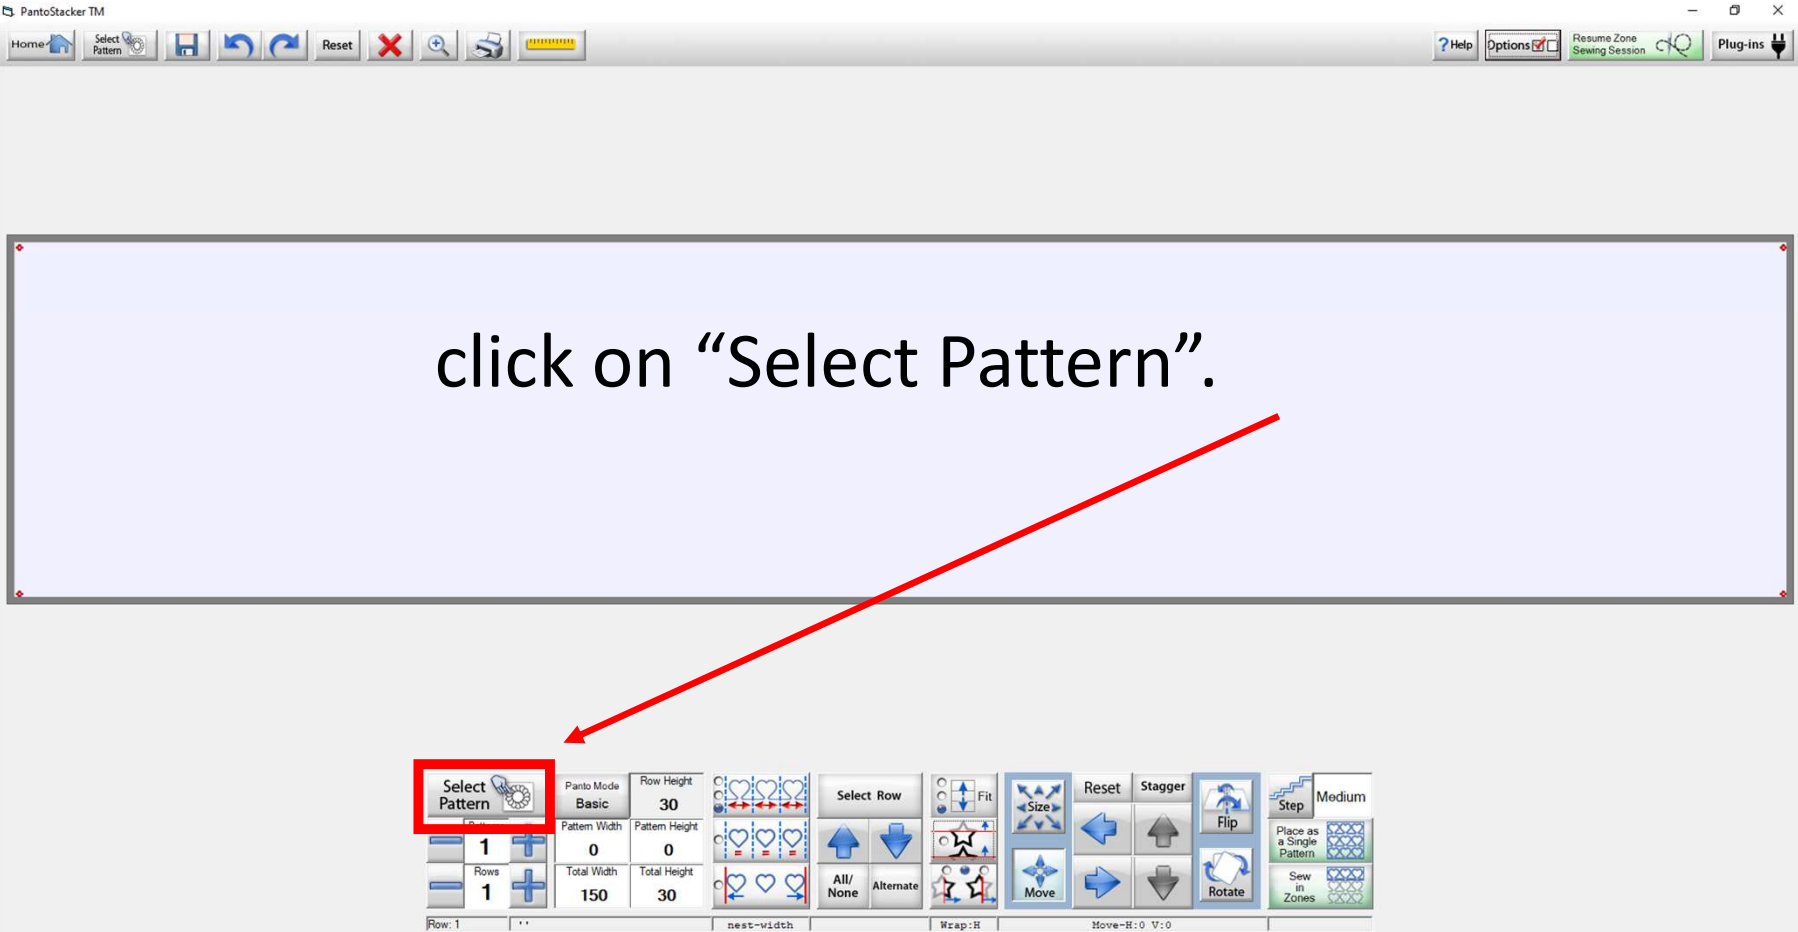 PantoStacker TM
Home
Select
Pattern
Reset
?Help
Options
Resume Zone
Sewing Session
Plug-ins
click on “Select Pattern”.
Select
Pattern
1
Rows
1
Panto Mode
Basic
Row Height
30
Pattern Width
0
Pattern Height
0
Total Width
150
Total Height
30
Select Row
All/
None
Alternate
Fit
Size
Move
Reset
Stagger
Flip
Rotate
Step
Medium
Place as
a Single
Pattern
Sew
in
Zones
Row: 1
''
nest-width
Wrap:H
Move-H:0 V:0